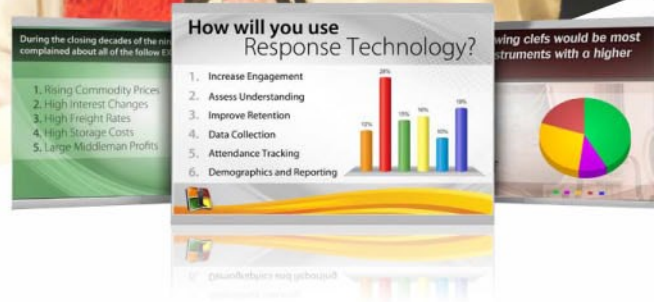 During the closing decades of the
complained about all of the follow
1. Rising Commodity Prices
2. High Interest Changes
3. High Freight Rates
4. High Storage Costs
5. Large Middleman Profits
How will you use
Response Technology?
1. Increase Engagement
2. Assess Understanding
3. Improve Retention
4. Data Collection
5. Attendance Tracking
6. Demographics and Reporting
wing clefs would be most
struments with a higher